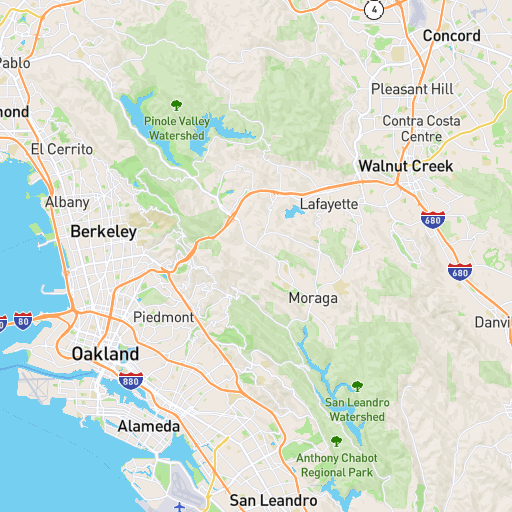 4
Concord
Pablo
Pleasant Hill
mond
Pinole Valley
Watershed
Contra Costa
Centre
El Cerrito
Walnut Creek
Albany
Lafayette
Berkeley
680
680
Moraga
80
Piedmont
Danvi
Oakland
880
San Leandro
Watershed
Alameda
Anthony Chabot
Regional Park
San Leandro